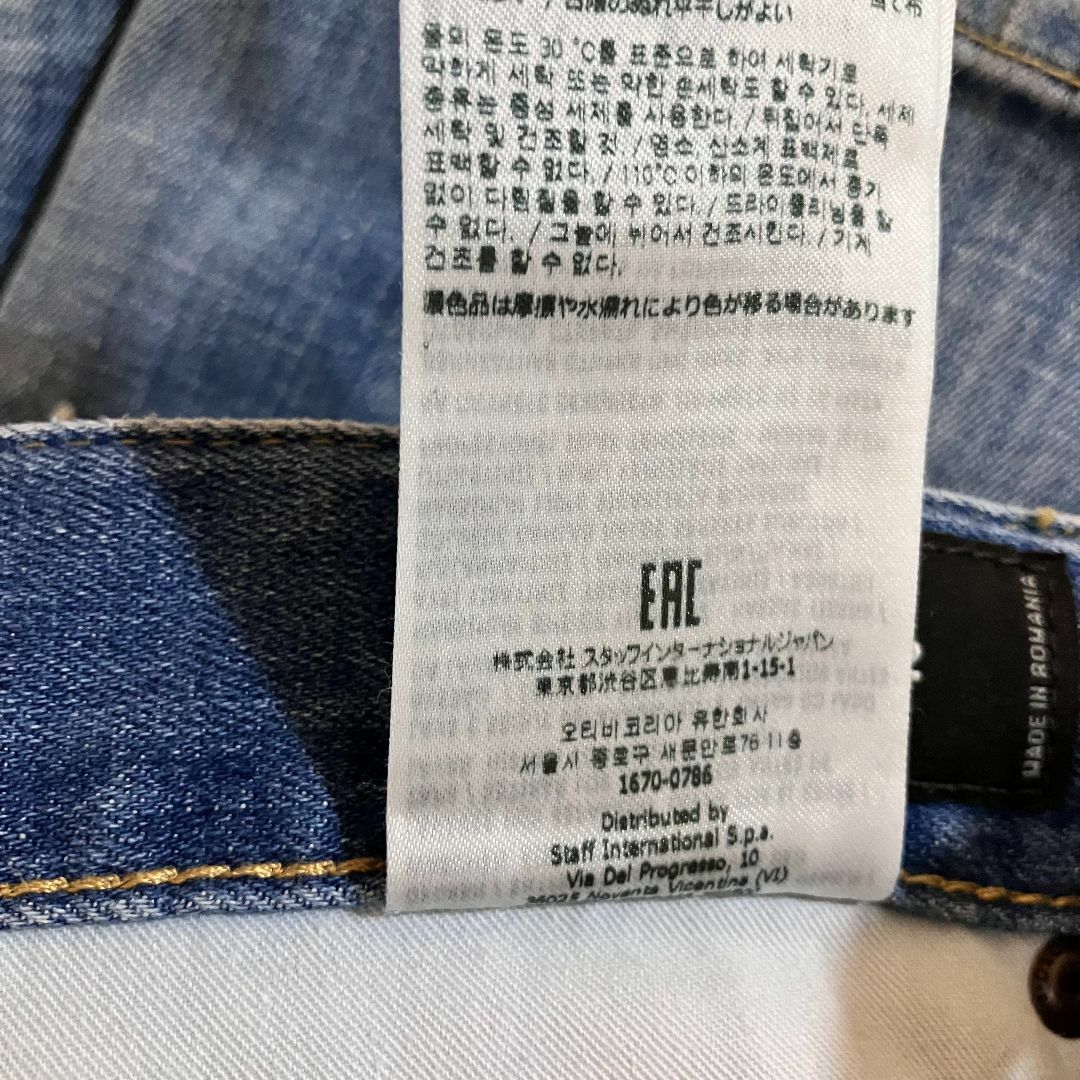 물의 온도 30 ℃를 표준으로 하여 세탁기로
약하게 세탁 또는 약한 손세탁도 할 수 있다. 세제
종류는 중성 세제를 사용한다. / 뒤집어서 단독
세탁 및 건조할 것 / 염소 산소계 표백제로
표백할 수 없다. / 110℃ 이하의 온도에서 증기
없이 다림질을 할 수 있다. / 드라이 클리닝을 할
수 없다. / 그늘에 뉘어서 건조시킨다. / 기계
건조를 할 수 없다.
濃色品は摩擦や水濡れにより色が移る場合があります
EAC
株式会社 スタッフインターナショナルジャパン
東京都渋谷区恵比寿南1-15-1
오티비코리아 유한회사
서울시 종로구 새문안로76 11층
1670-0786
Distributed by
Staff International S.p.a.
Via Del Progresso, 10
36025 Noventa Vicentina (VI)
MADE IN ROMANIA